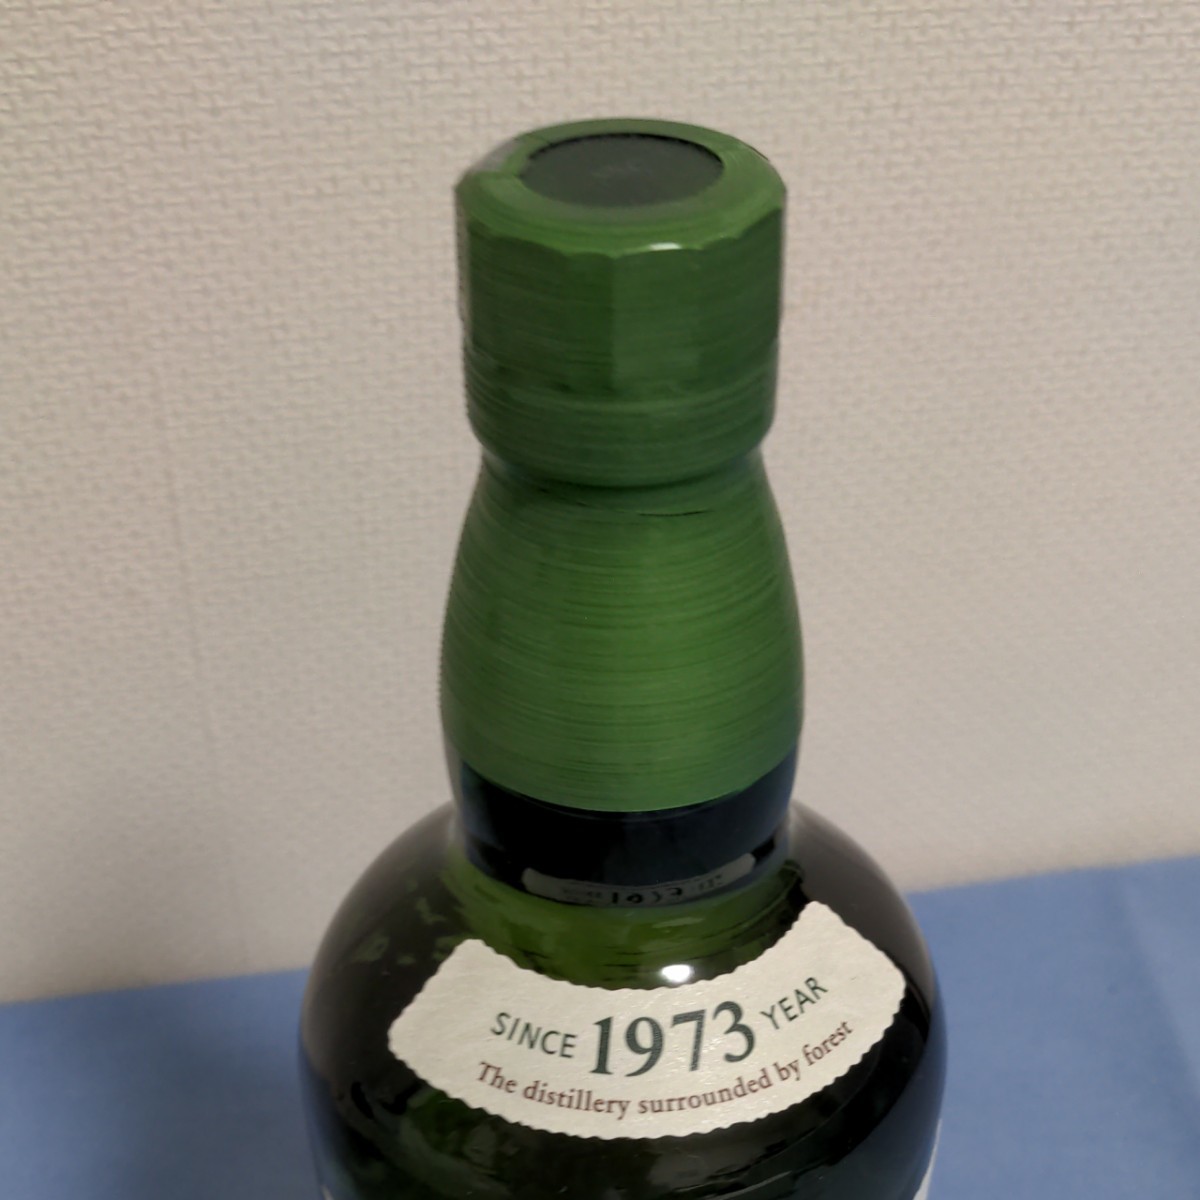 SINCE 1973 YEAR
The distillery surrounded by forest